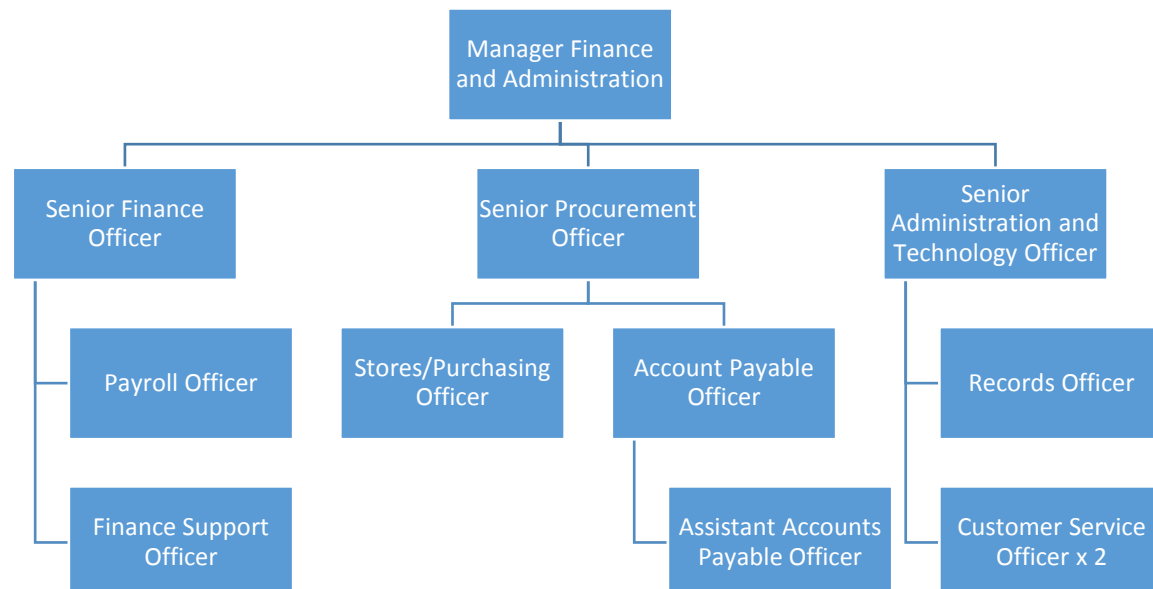 Manager Finance
and Administration
Senior Finance
Officer
Senior Procurement
Officer
Senior
Administration and
Technology Officer
Payroll Officer
Stores/Purchasing
Officer
Account Payable
Officer
Records Officer
Finance Support
Officer
Assistant Accounts
Payable Officer
Customer Service
Officer x 2